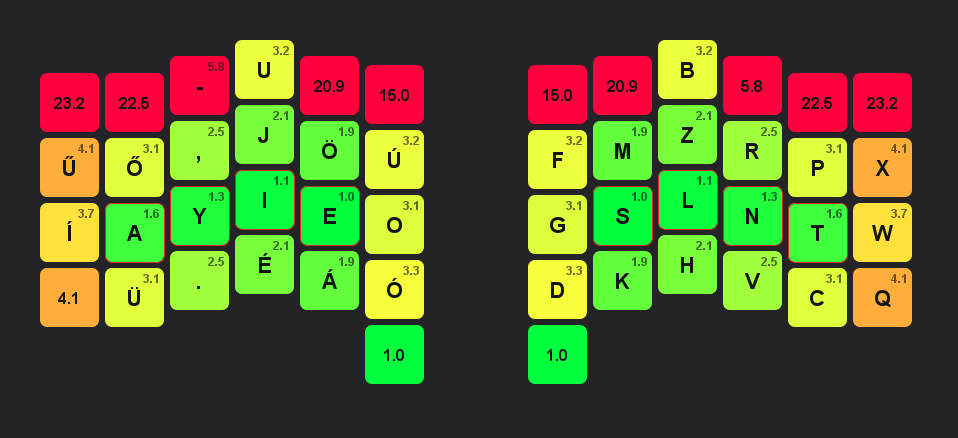 23.2 22.5 5.8 - 3.2 U 20.9 15.0 15.0 20.9 3.2 B 5.8 22.5 23.2
4.1 Ű 3.1 Ő 2.5 , 2.1 J 1.9 Ö 3.2 Ú 3.2 F 1.9 M 2.1 Z 2.5 R 3.1 P 4.1 X
3.7 Í 1.6 A 1.3 Y 1.1 I 1.0 E 3.1 O 3.1 G 1.0 S 1.1 L 1.3 N 1.6 T 3.7 W
4.1 3.1 Ü 2.5 . 2.1 É 1.9 Á 3.3 Ó 3.3 D 1.9 K 2.1 H 2.5 V 3.1 C 4.1 Q
1.0 1.0